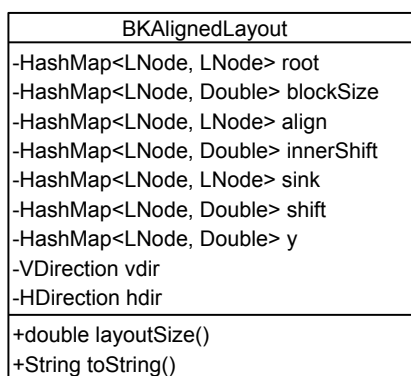 BKAlignedLayout
-HashMap<LNode, LNode> root
-HashMap<LNode, Double> blockSize
-HashMap<LNode, LNode> align
-HashMap<LNode, Double> innerShift
-HashMap<LNode, LNode> sink
-HashMap<LNode, Double> shift
-HashMap<LNode, Double> y
-VDirection vdir
-HDirection hdir
+double layoutSize()
+String toString()